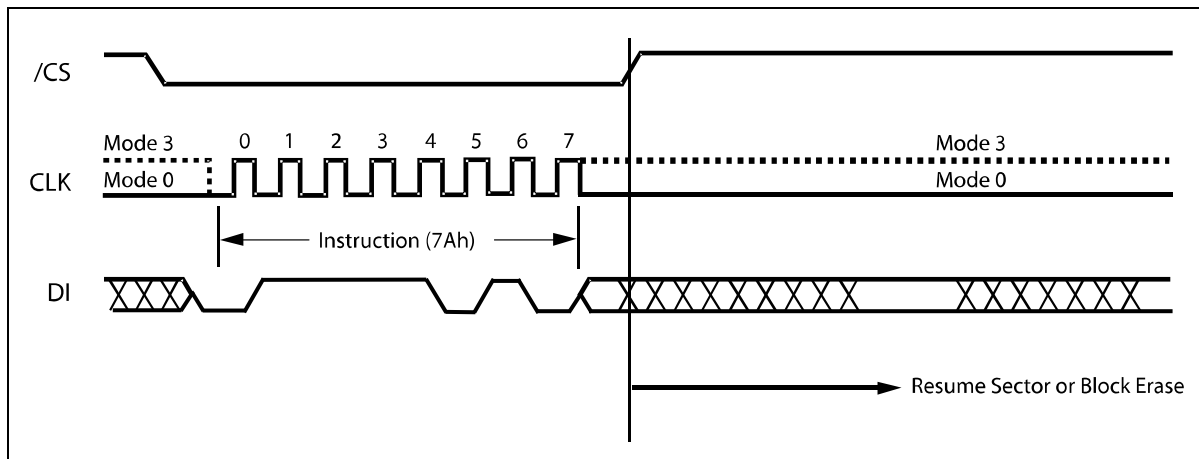 /CS
Mode 3
0 1 2 3 4 5 6 7
Mode 3
CLK
Mode 0
Mode 0
Instruction (7Ah)
DI
Resume Sector or Block Erase